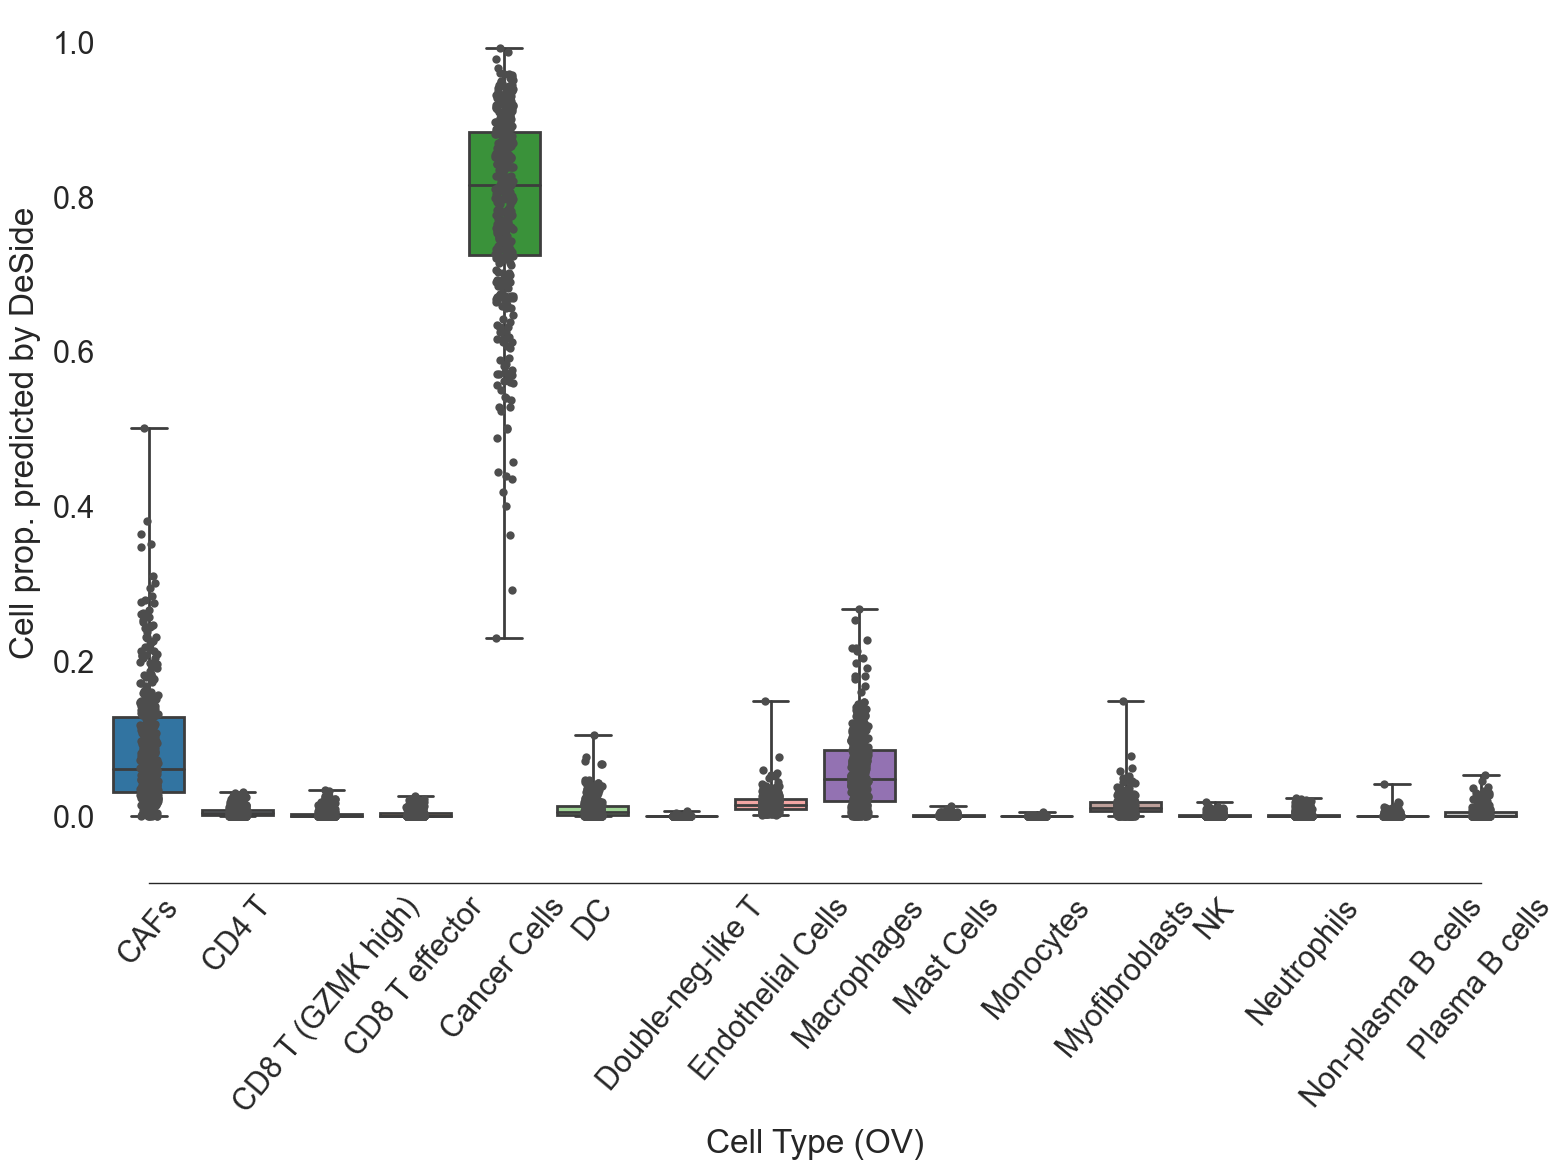 Cell prop. predicted by DeSide
1.0
0.8
0.6
0.4
0.2
0.0
CAFs
CD4 T
CD8 T (GZMK high)
CD8 T effector
Cancer Cells
DC
Double-neg-like T
Endothelial Cells
Macrophages
Mast Cells
Monocytes
Myofibroblasts
NK
Neutrophils
Non-plasma B cells
Plasma B cells
Cell Type (OV)